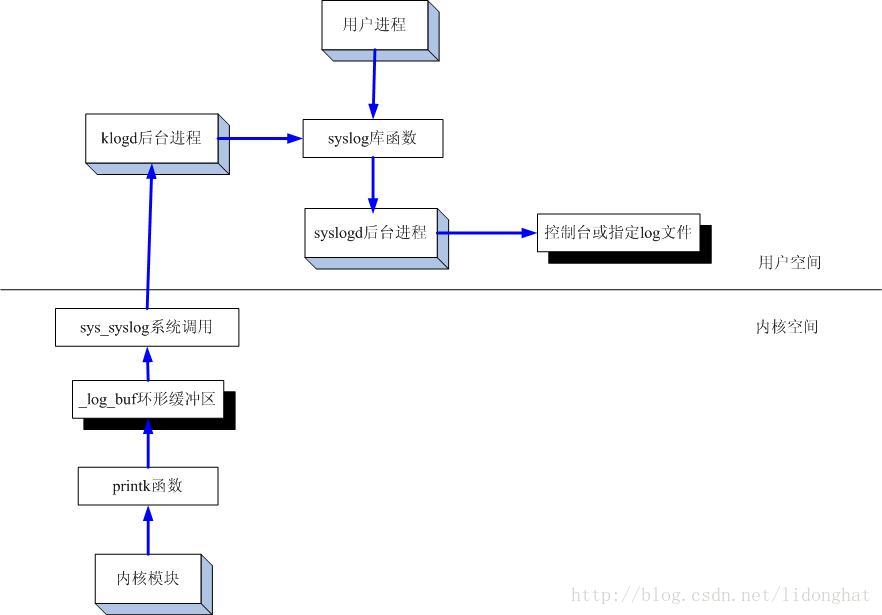 用户进程
klogd后台进程
syslog库函数
syslogd后台进程
控制台或指定log文件
用户空间
sys_syslog系统调用
内核空间
_log_buf环形缓冲区
printk函数
内核模块
http://blog.csdn.net/lidonghat